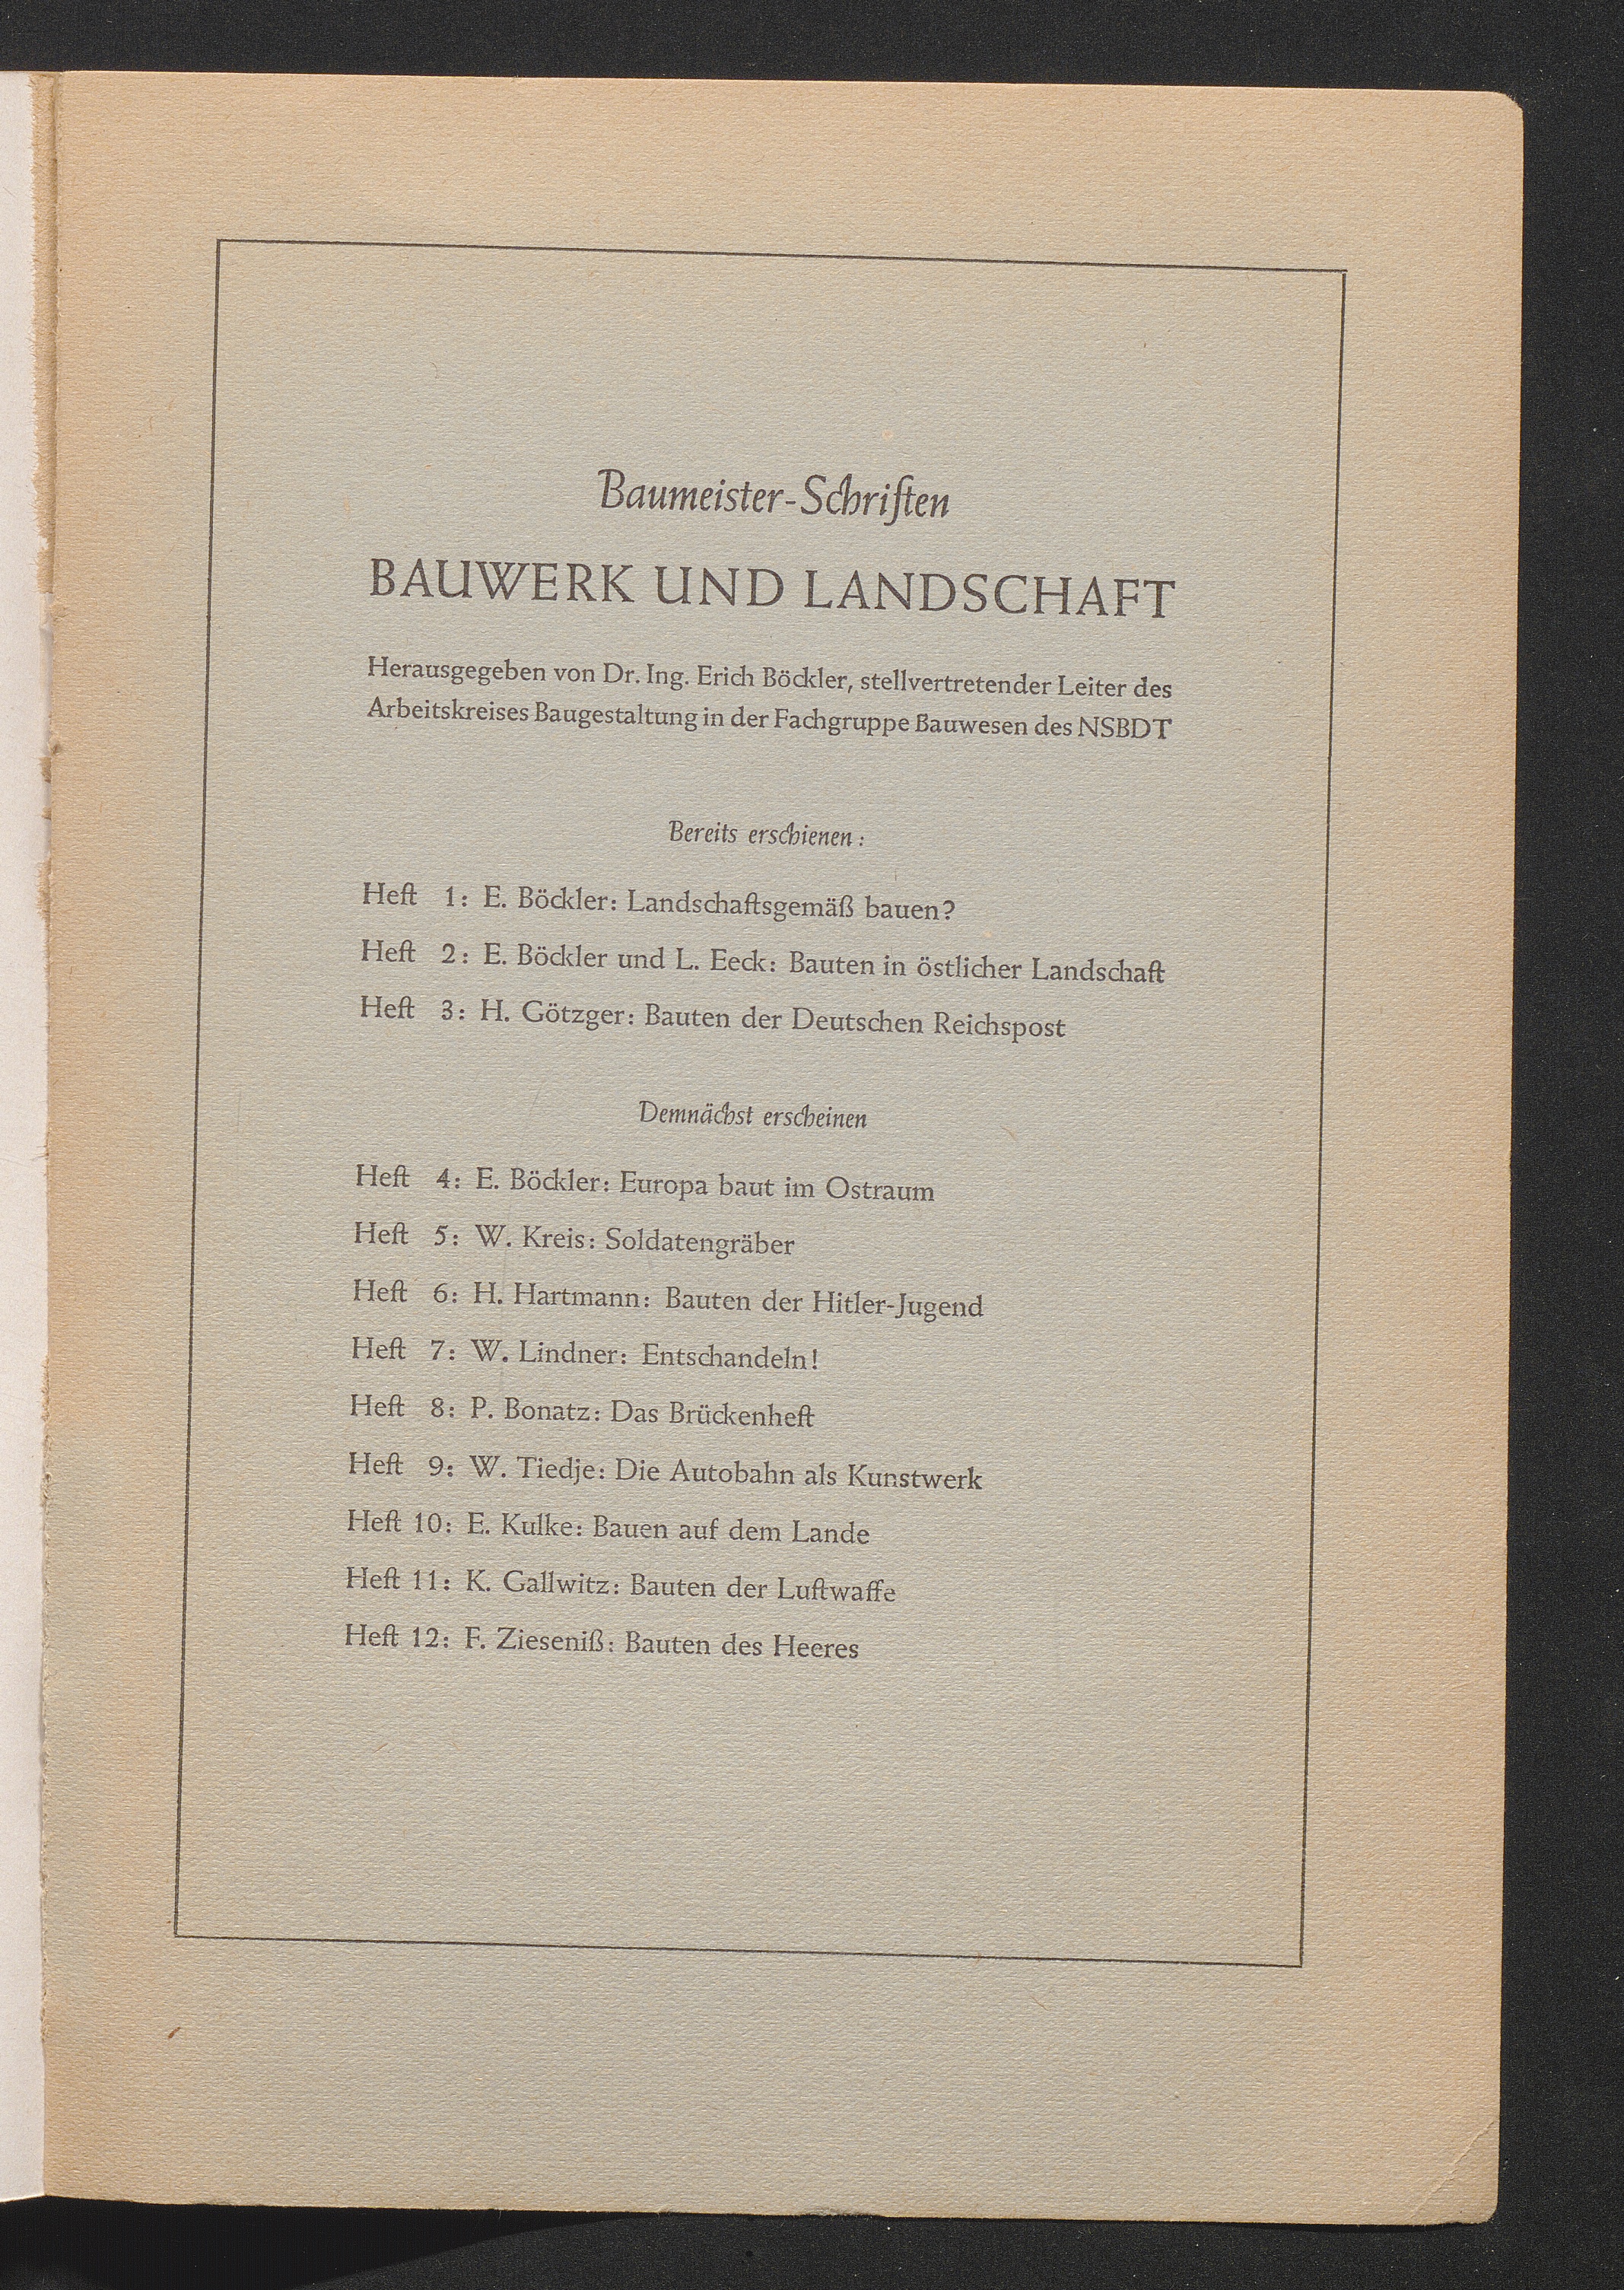 Baumeister-Schriften
BAUWERK UND LANDSCHAFT
Herausgegeben von Dr. Ing. Erich Böckler, stellvertretender Leiter des
Arbeitskreises Baugestaltung in der Fachgruppe Bauwesen des NSBDT
Bereits erschienen:
Heft 1: E. Böckler: Landschaftsgemäß bauen?
Heft 2: E. Böckler und L. Eeck: Bauten in östlicher Landschaft
Heft 3: H. Götzger: Bauten der Deutschen Reichspost
Demnächst erscheinen
Heft 4: E. Böckler: Europa baut im Ostraum
Heft 5: W. Kreis: Soldatengräber
Heft 6: H. Hartmann: Bauten der Hitler-Jugend
Heft 7: W. Lindner: Entschandeln!
Heft 8: P. Bonatz: Das Brückenheft
Heft 9: W. Tiedje: Die Autobahn als Kunstwerk
Heft 10: E. Kulke: Bauen auf dem Lande
Heft 11: K. Gallwitz: Bauten der Luftwaffe
Heft 12: F. Zieseniß: Bauten des Heeres